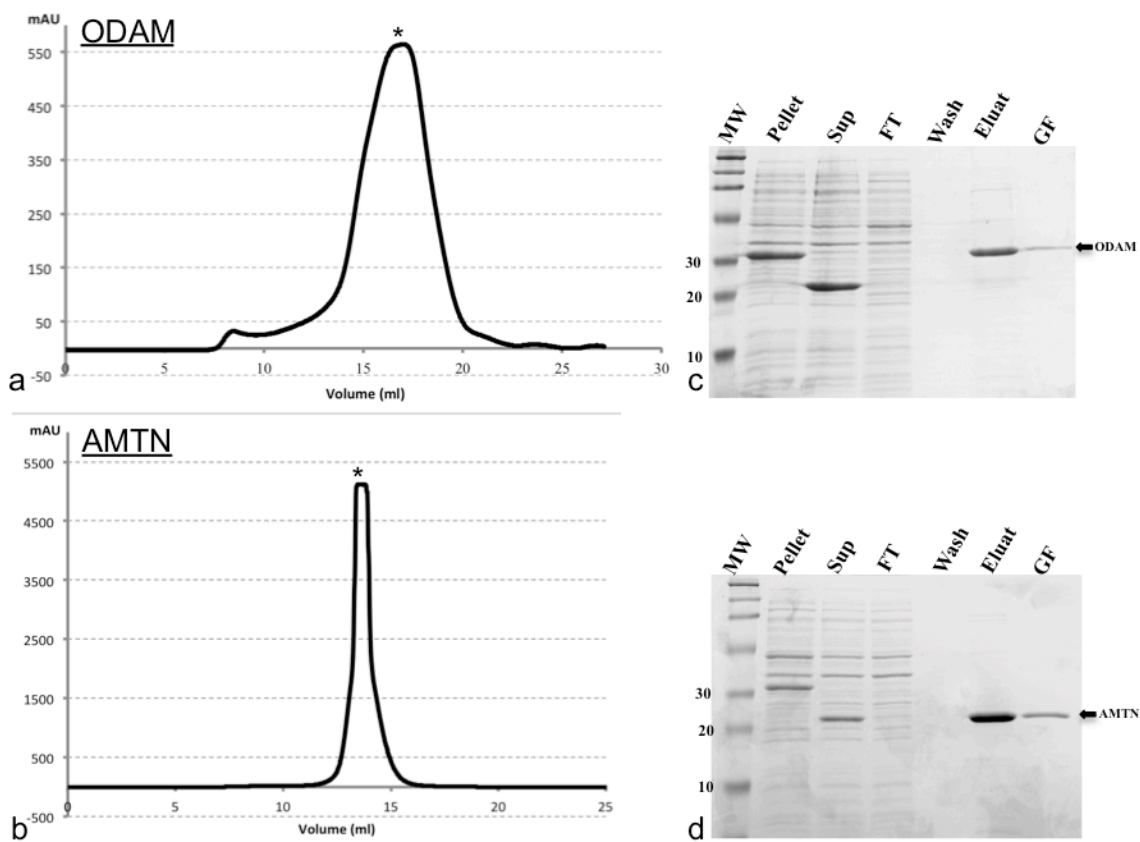 mAU
ODAM
*
550
450
350
250
150
50
-50
0 5 10 15 20 25 30
Volume (ml)
a
mAU
AMTN
*
5500
4500
3500
2500
1500
500
-500
0 5 10 15 20 25
Volume (ml)
b
MW Pellet Sup FT Wash Eluat GF
30
20
10
ODAM
c
MW Pellet Sup FT Wash Eluat GF
30
20
10
AMTN
d